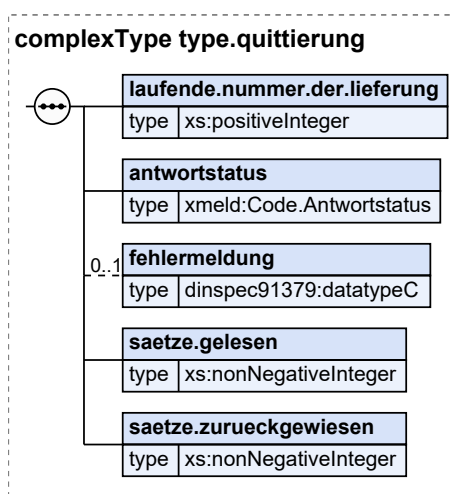 complexType type.quittierung
laufende.nummer.der.lieferung
type xs:positiveInteger
antwortstatus
type xmeld:Code.Antwortstatus
0..1 fehlermeldung
type dinspec91379:datatypeC
saetze.gelesen
type xs:nonNegativeInteger
saetze.zurueckgewiesen
type xs:nonNegativeInteger